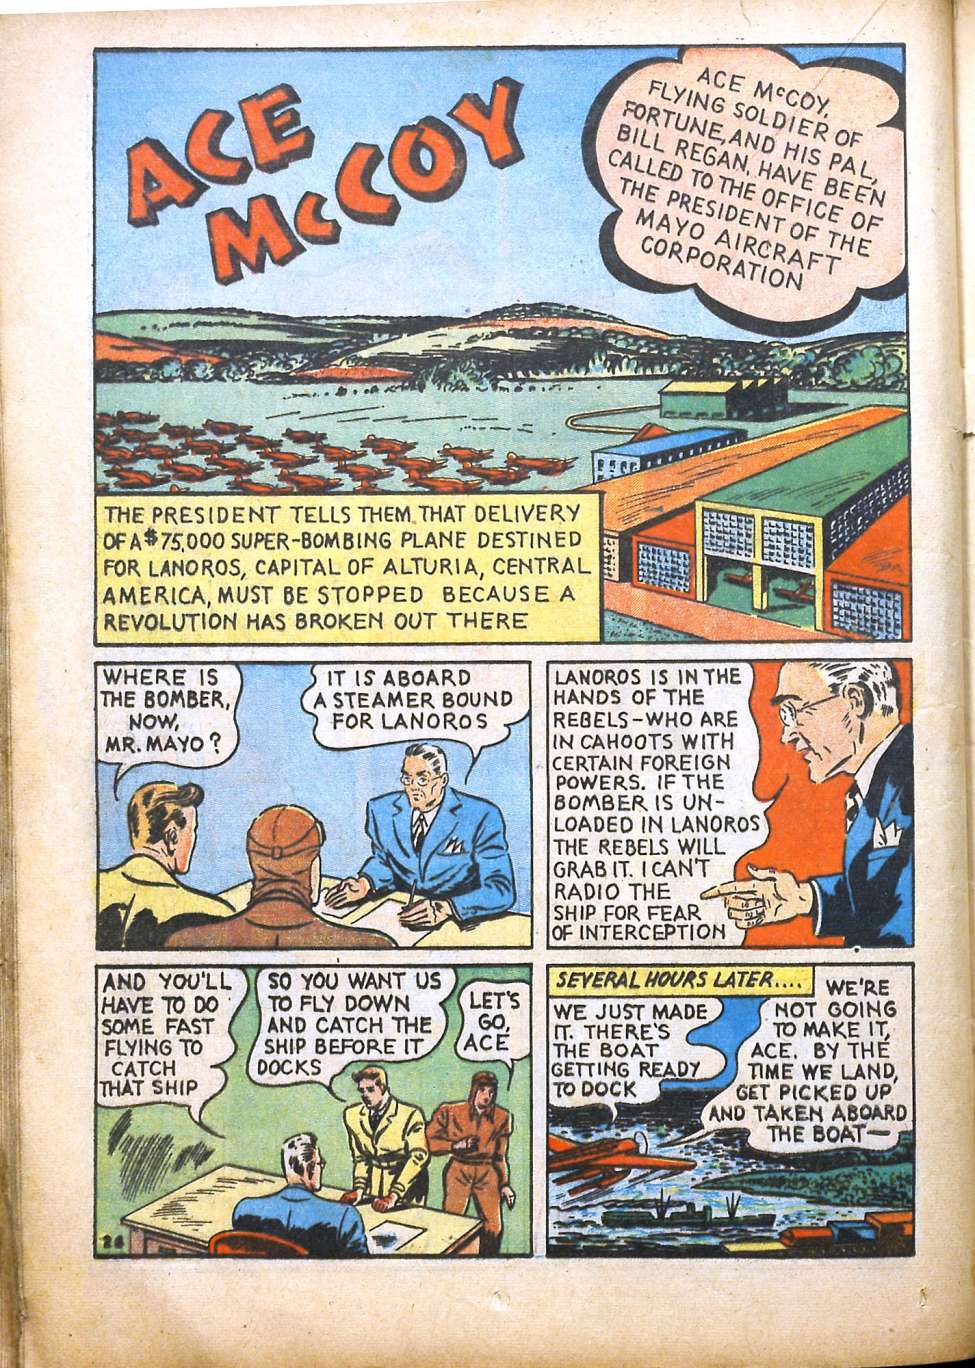 ACE
McCOY
ACE McCOY,
FLYING SOLDIER OF
FORTUNE, AND HIS PAL,
BILL REGAN, HAVE BEEN
CALLED TO THE OFFICE OF
THE PRESIDENT OF THE
MAYO AIRCRAFT
CORPORATION
THE PRESIDENT TELLS THEM THAT DELIVERY
OF A $75,000 SUPER-BOMBING PLANE DESTINED
FOR LANOROS, CAPITAL OF ALTURIA, CENTRAL
AMERICA, MUST BE STOPPED BECAUSE A
REVOLUTION HAS BROKEN OUT THERE
WHERE IS
THE BOMBER,
NOW,
MR. MAYO?
IT IS ABOARD
A STEAMER BOUND
FOR LANOROS
LANOROS IS IN THE
HANDS OF THE
REBELS-WHO ARE
IN CAHOOTS WITH
CERTAIN FOREIGN
POWERS. IF THE
BOMBER IS UN-
LOADED IN LANOROS
THE REBELS WILL
GRAB IT. I CAN'T
RADIO THE
SHIP FOR FEAR
OF INTERCEPTION
AND YOU'LL
HAVE TO DO
SOME FAST
FLYING TO
CATCH
THAT SHIP
SO YOU WANT US
TO FLY DOWN
AND CATCH THE
SHIP BEFORE IT
DOCKS
LET'S
GO,
ACE
SEVERAL HOURS LATER....
WE JUST MADE
IT. THERE'S
THE BOAT
GETTING READY
TO DOCK
WE'RE
NOT GOING
TO MAKE IT,
ACE. BY THE
TIME WE LAND,
GET PICKED UP
AND TAKEN ABOARD
THE BOAT—